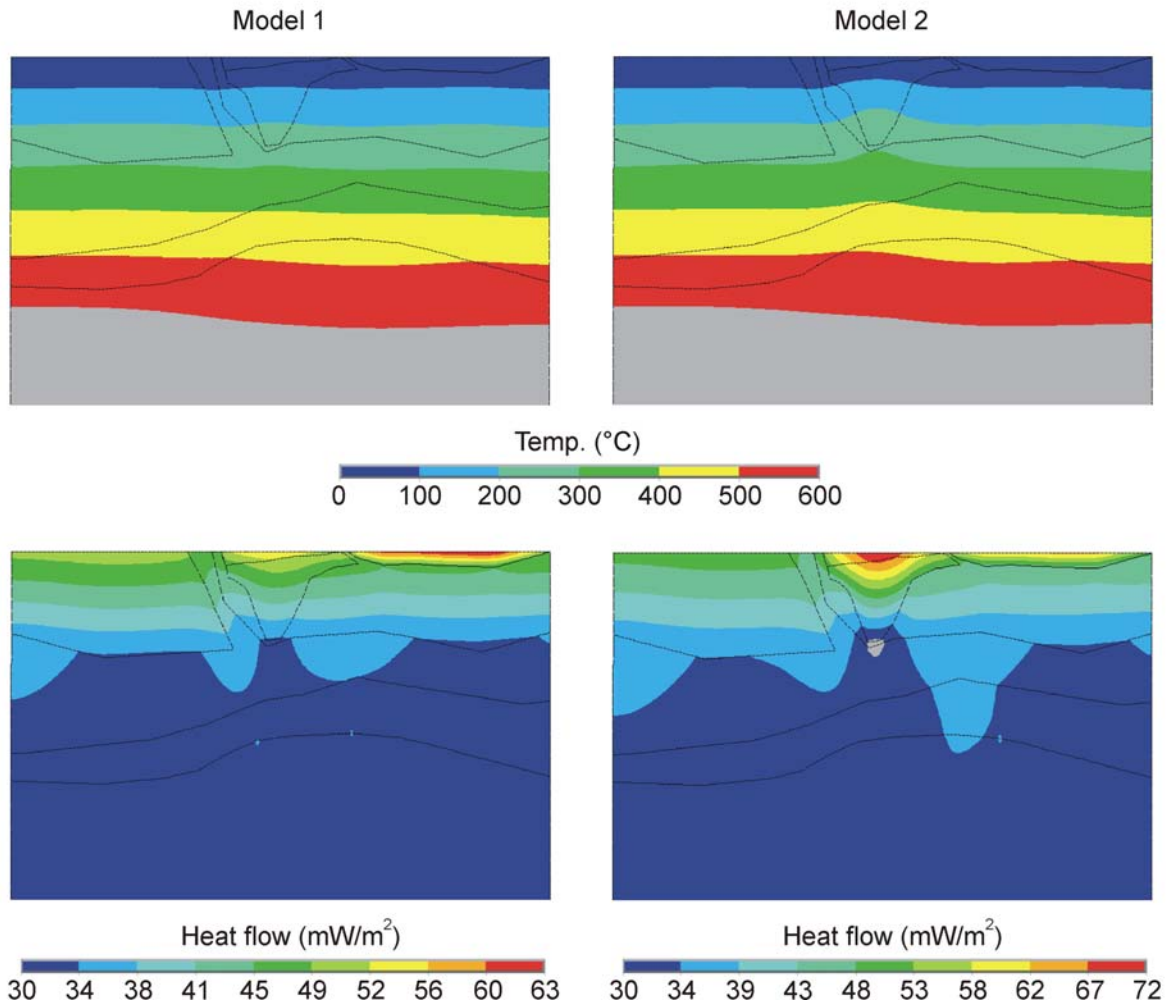 Model 1
Model 2
Temp. (°C)
0 100 200 300 400 500 600
Heat flow (mW/m²)
30 34 38 41 45 49 52 56 60 63
Heat flow (mW/m²)
30 34 39 43 48 53 58 62 67 72